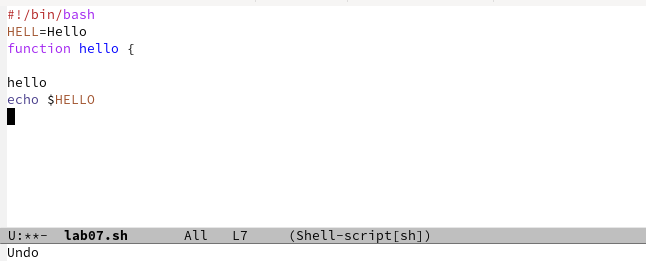 #!/bin/bash
HELL=Hello
function hello {
hello
echo $HELLO
U:**-  lab07.sh       All   L7     (Shell-script[sh])
Undo